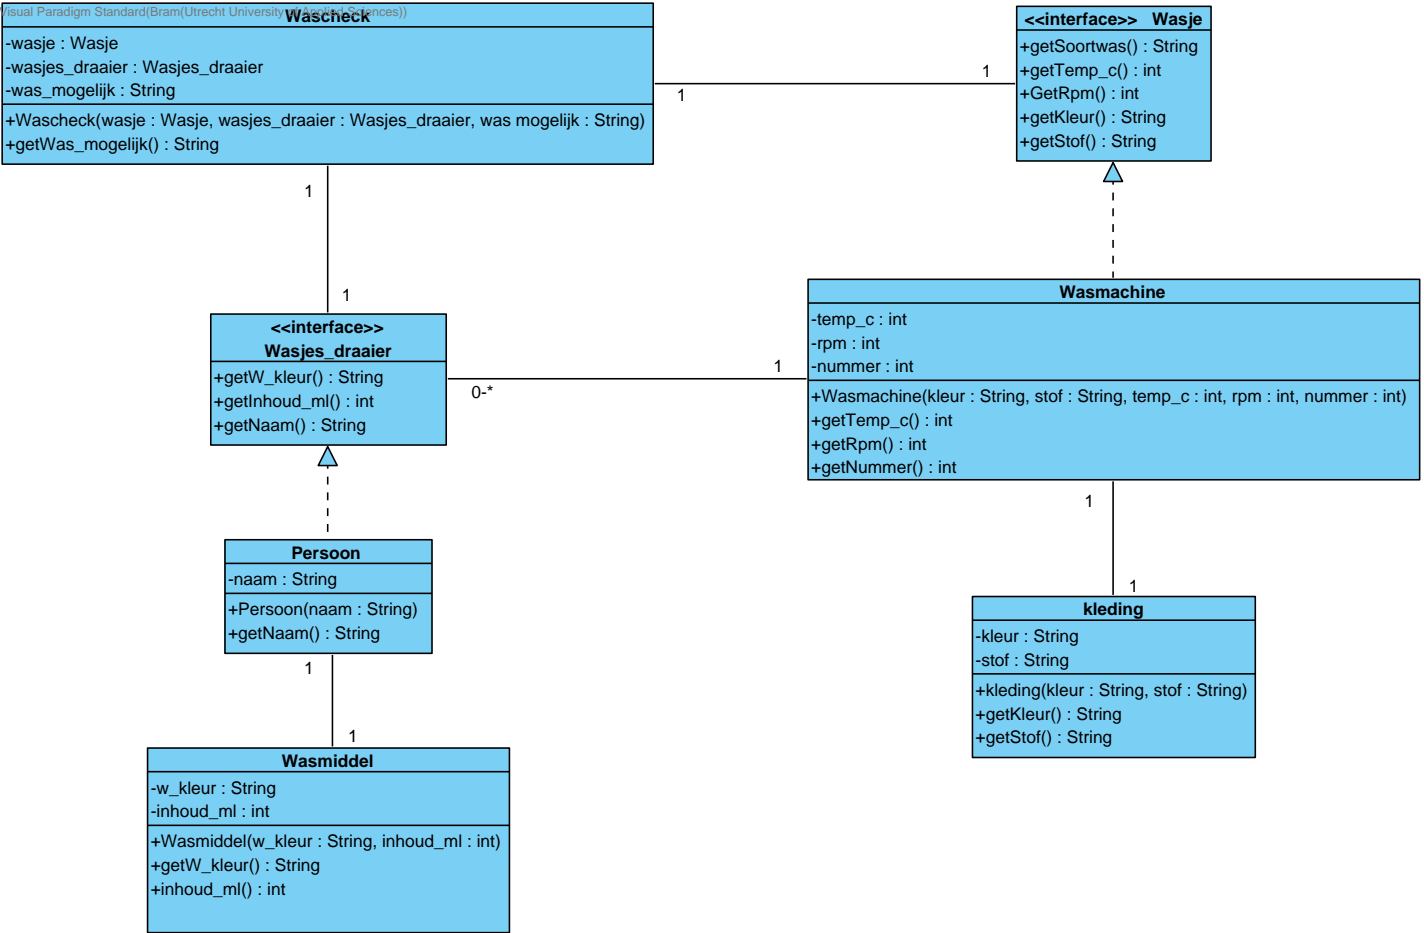 Visual Paradigm Standard(Bram(Utrecht University of Applied Sciences))
Wascheck
-wasje : Wasje
-wasjes_draaier : Wasjes_draaier
-was_mogelijk : String
+Wascheck(wasje : Wasje, wasjes_draaier : Wasjes_draaier, was mogelijk : String)
+getWas_mogelijk() : String
1
1
<<interface>> Wasje
+getSoortwas() : String
+getTemp_c() : int
+GetRpm() : int
+getKleur() : String
+getStof() : String
1
1
<<interface>>
Wasjes_draaier
+getW_kleur() : String
+getInhoud_ml() : int
+getNaam() : String
0-*
1
Wasmachine
-temp_c : int
-rpm : int
-nummer : int
+Wasmachine(kleur : String, stof : String, temp_c : int, rpm : int, nummer : int)
+getTemp_c() : int
+getRpm() : int
+getNummer() : int
1
1
Persoon
-naam : String
+Persoon(naam : String)
+getNaam() : String
1
1
kleding
-kleur : String
-stof : String
+kleding(kleur : String, stof : String)
+getKleur() : String
+getStof() : String
Wasmiddel
-w_kleur : String
-inhoud_ml : int
+Wasmiddel(w_kleur : String, inhoud_ml : int)
+getW_kleur() : String
+inhoud_ml() : int